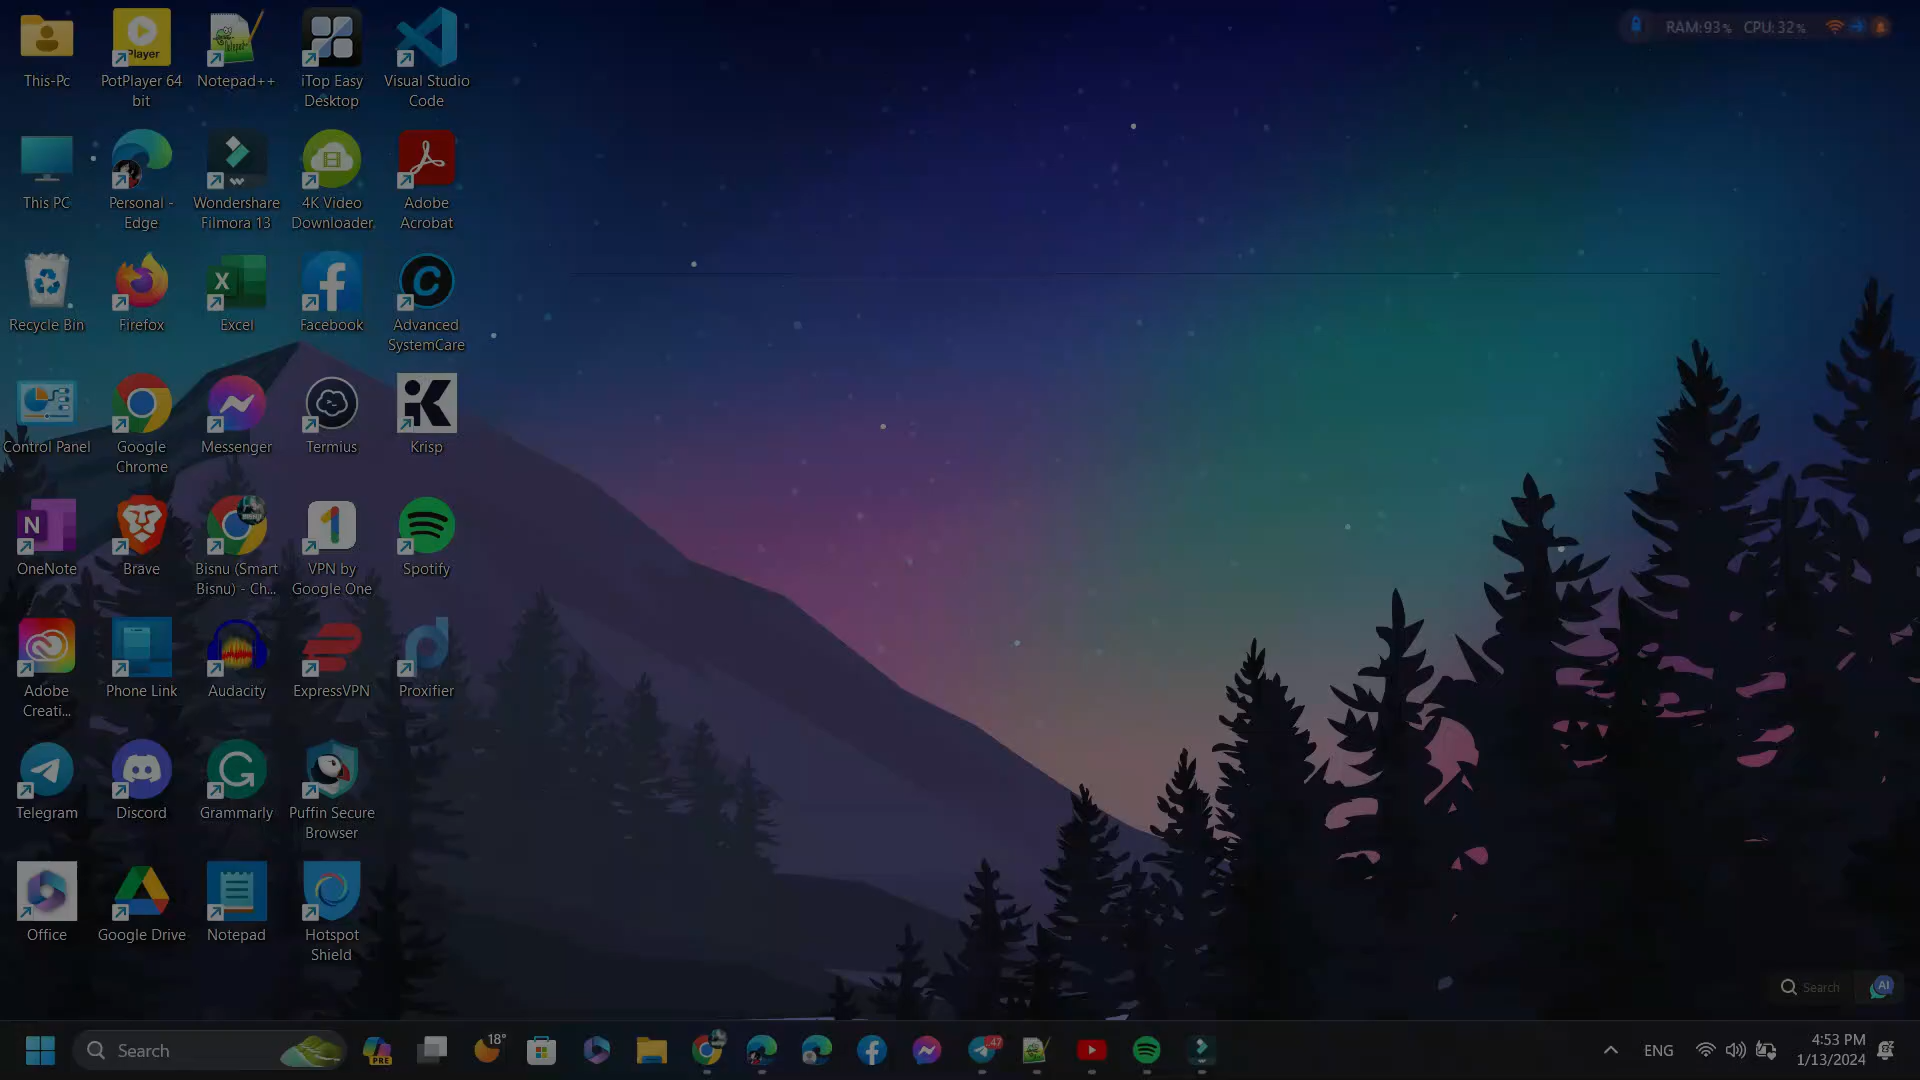 RAM:93% CPU:32%
This-Pc
PotPlayer 64
bit
Notepad++
iTop Easy
Desktop
Visual Studio
Code
This PC
Personal -
Edge
Wondershare
Filmora 13
4K Video
Downloader
Adobe
Acrobat
Recycle Bin
Firefox
Excel
Facebook
Advanced
SystemCare
Control Panel
Google
Chrome
Messenger
Termius
Krisp
OneNote
Brave
Bisnu (Smart
Bisnu) - Ch...
VPN by
Google One
Spotify
Adobe
Creati...
Phone Link
Audacity
ExpressVPN
Proxifier
Telegram
Discord
Grammarly
Puffin Secure
Browser
Office
Google Drive
Notepad
Hotspot
Shield
Search
AI
Search
PRE
18°
47
ENG
4:53 PM
1/13/2024